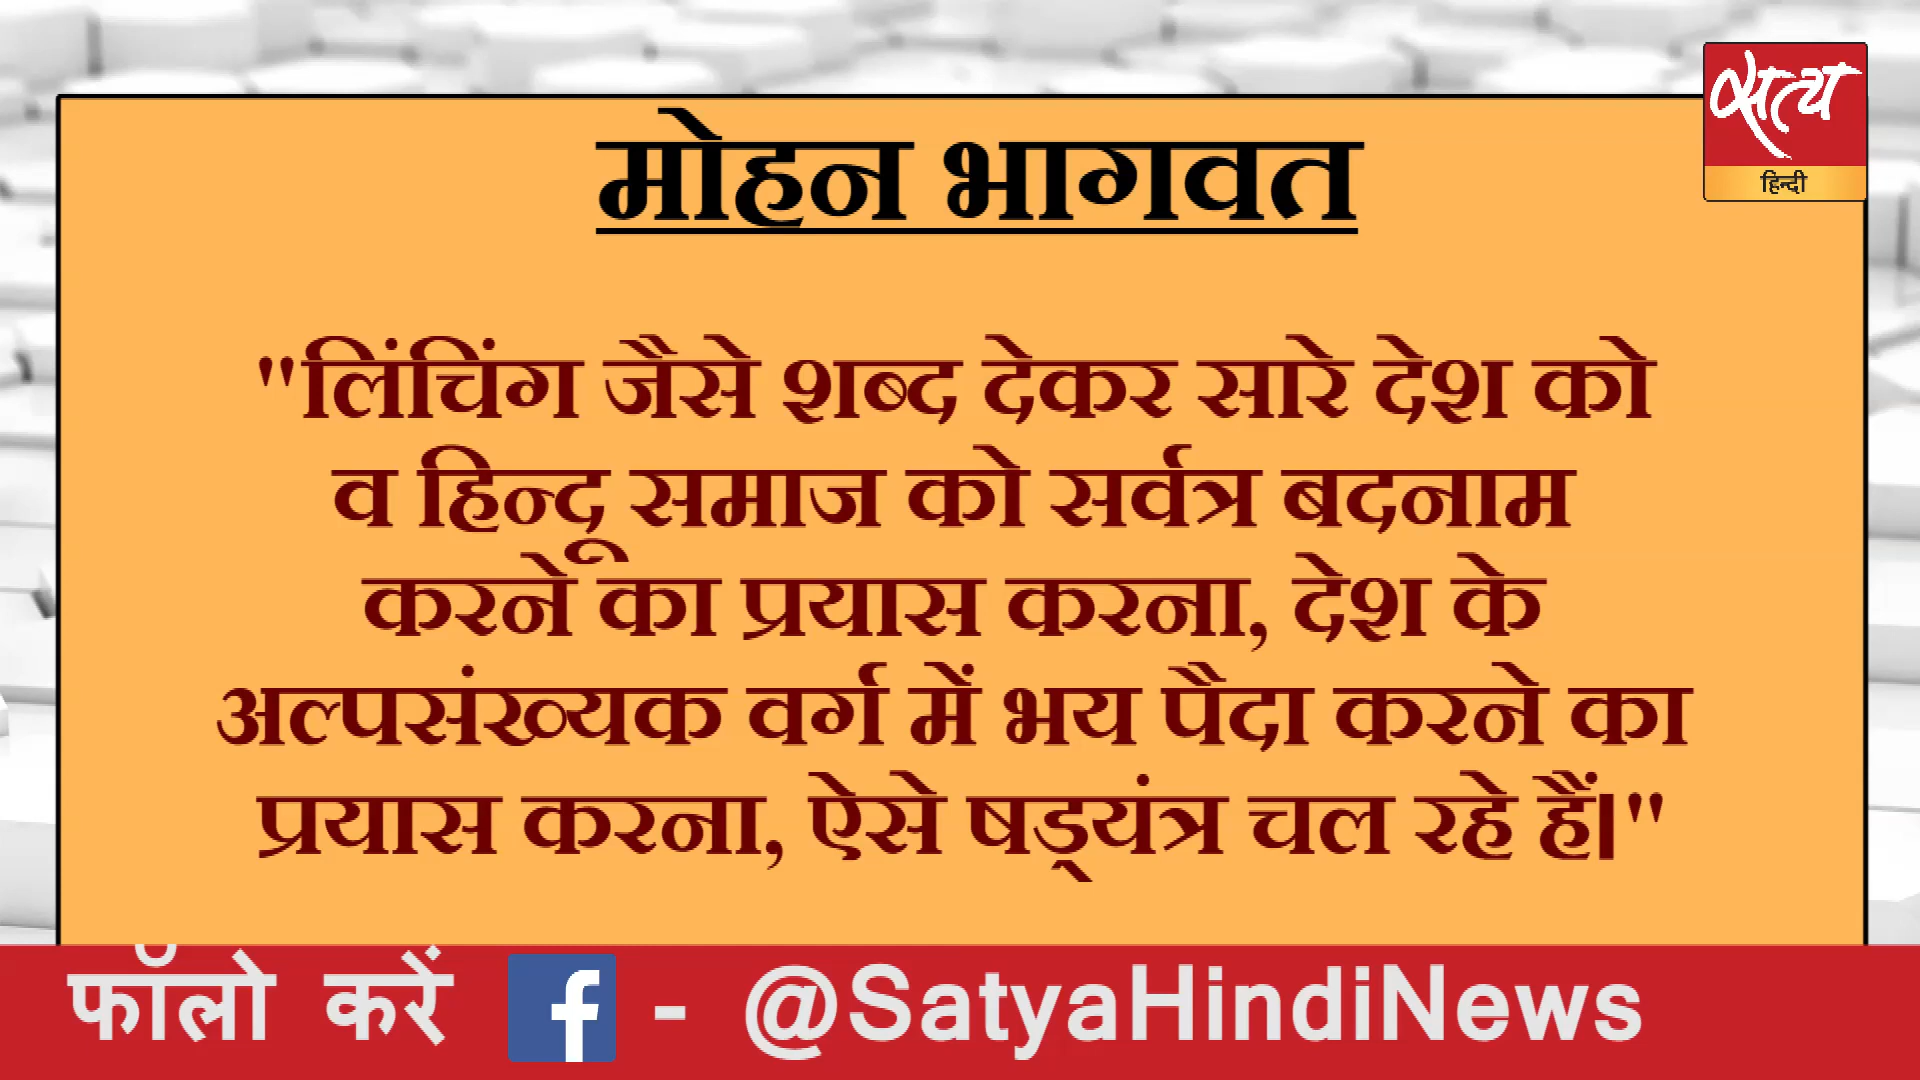 सत्य
हिन्दी
मोहन भागवत
"लिंचिंग जैसे शब्द देकर सारे देश को
व हिन्दू समाज को सर्वत्र बदनाम
करने का प्रयास करना, देश के
अल्पसंख्यक वर्ग में भय पैदा करने का
प्रयास करना, ऐसे षड्यंत्र चल रहे हैं।"
फॉलो करें f - @SatyaHindiNews